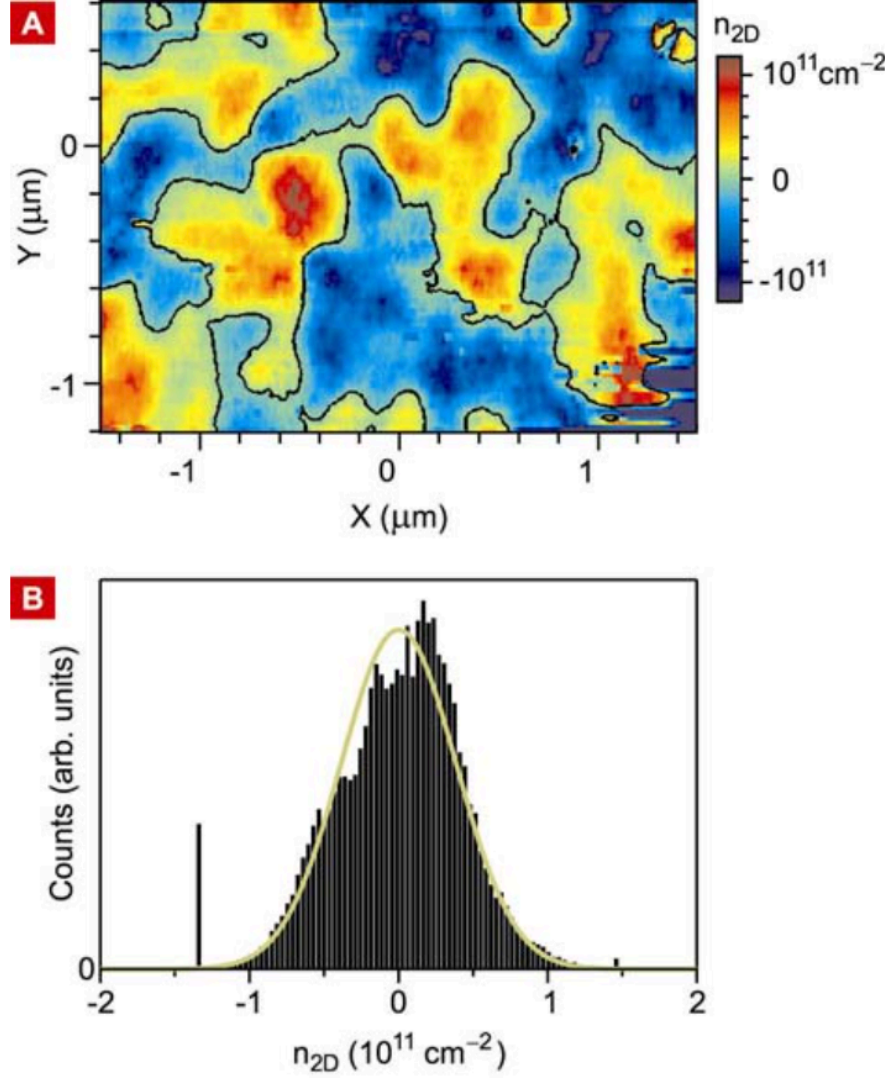 A
n2D
10¹¹cm⁻²
0
-10¹¹
Y (μm)
0
-1
-1
0
1
X (μm)
B
Counts (arb. units)
0
-2
-1
0
1
2
n2D (10¹¹ cm⁻²)